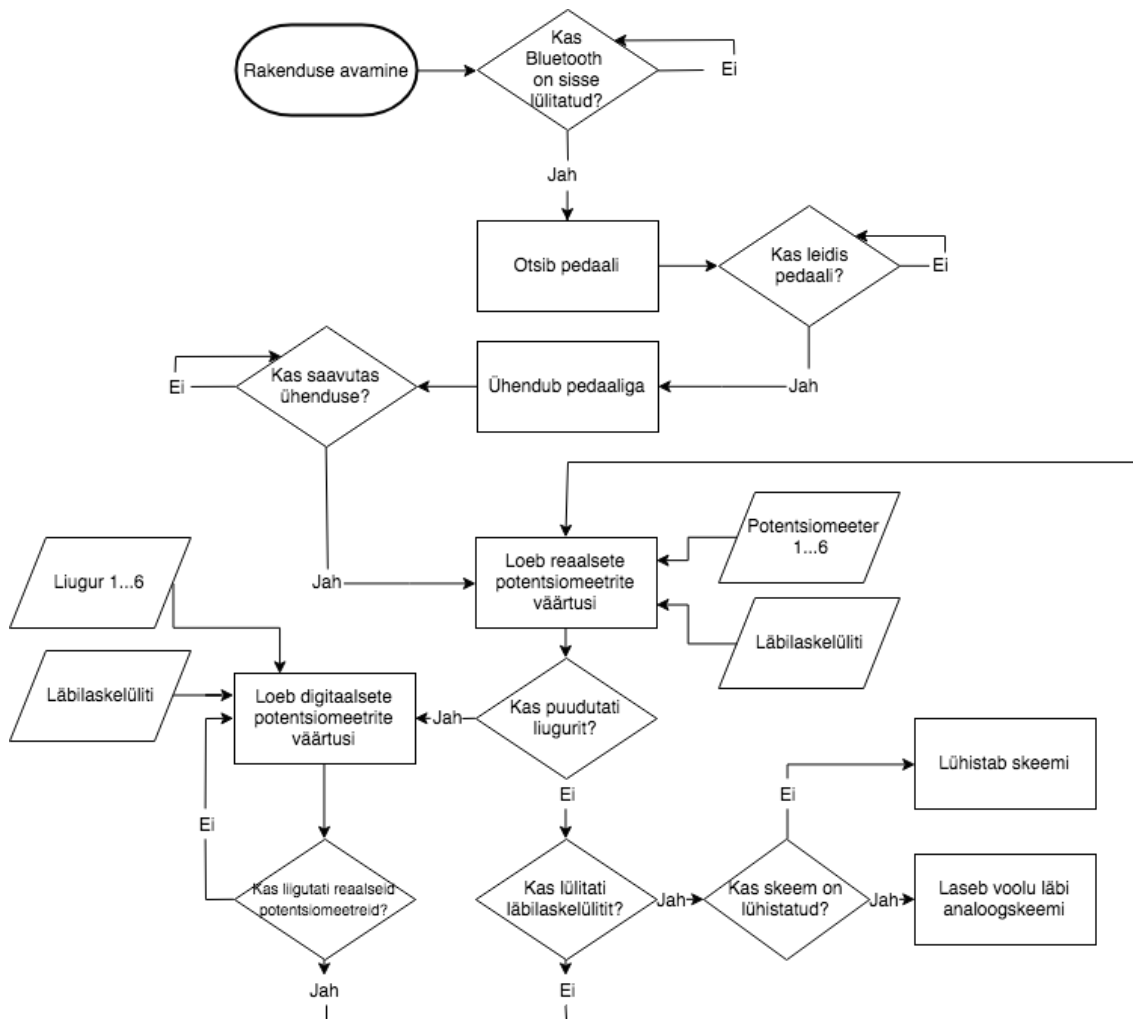 Rakenduse avamine
Kas
Bluetooth
on sisse
lülitatud?
Ei
Jah
Otsib pedaali
Kas leidis
pedaali?
Ei
Jah
Ühendub pedaaliga
Kas saavutas
ühenduse?
Ei
Jah
Potentsiomeeter
1...6
Loeb reaalsete
potentsiomeetrite
väärtusi
Läbilaskelüliti
Liugur 1...6
Läbilaskelüliti
Loeb digitaalsete
potentsiomeetrite
väärtusi
Jah
Kas puudutati
liugurit?
Ei
Ei
Kas liigutati reaalseid
potentsiomeetreid?
Jah
Kas lülitati
läbilaskelülitit?
Jah
Ei
Kas skeem on
lühistatud?
Ei
Lühistab skeemi
Jah
Laseb voolu läbi
analoogskeemi